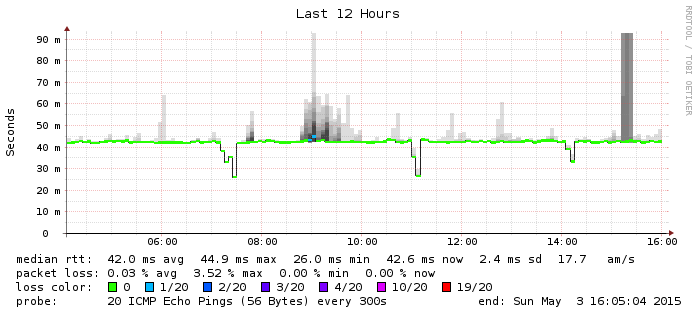 Last 12 Hours
RRDTOOL / TOBI OETIKER
Seconds
90 m
80 m
70 m
60 m
50 m
40 m
30 m
20 m
10 m
0
06:00 08:00 10:00 12:00 14:00 16:00
median rtt: 42.0 ms avg 44.9 ms max 26.0 ms min 42.6 ms now 2.4 ms sd 17.7 am/s
packet loss: 0.03 % avg 3.52 % max 0.00 % min 0.00 % now
loss color: 0 1/20 2/20 3/20 4/20 10/20 19/20
probe: 20 ICMP Echo Pings (56 Bytes) every 300s end: Sun May 3 16:05:04 2015